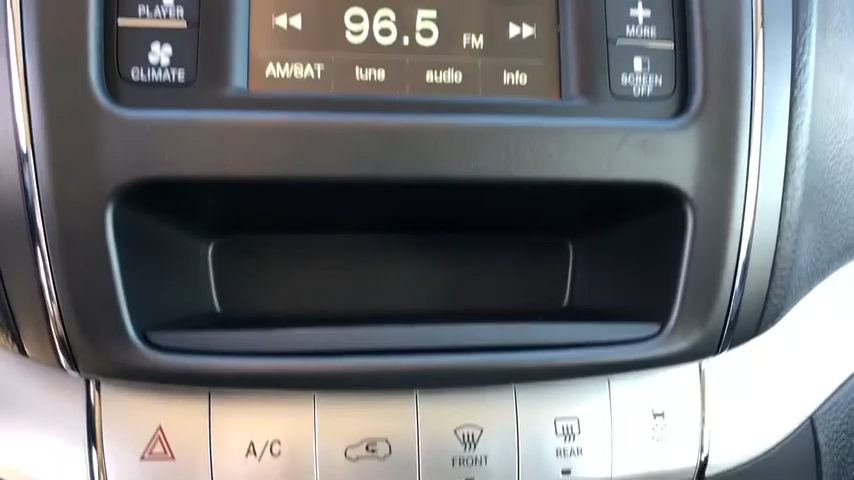 PLAYER
96.5 FM
MORE
CLIMATE
AM/SAT tune audio info
SCREEN OFF
A/C
FRONT
REAR